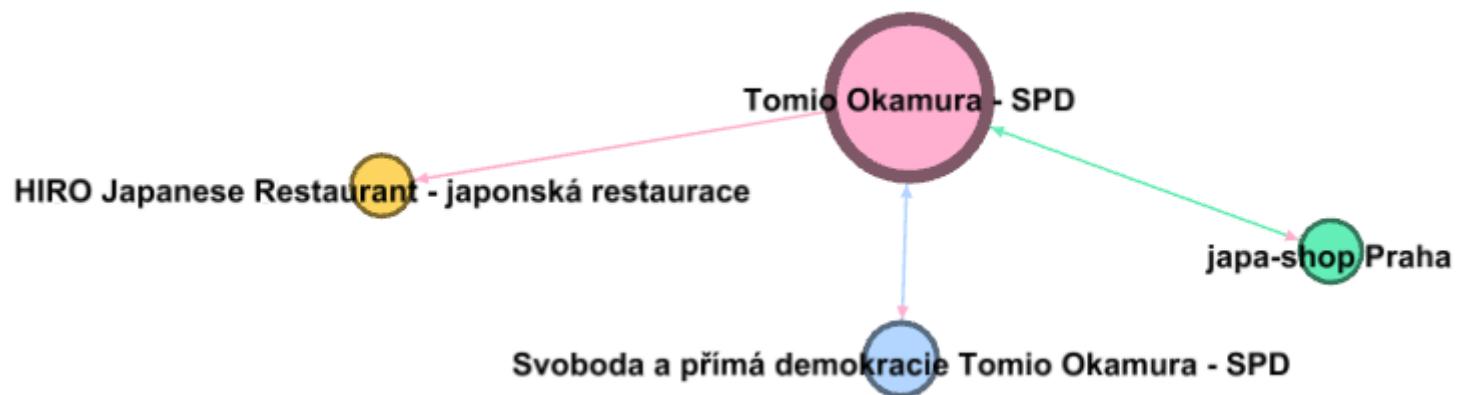 Tomio Okamura - SPD
HIRO Japanese Restaurant - japonská restaurace
japa-shop Praha
Svoboda a přímá demokracie Tomio Okamura - SPD